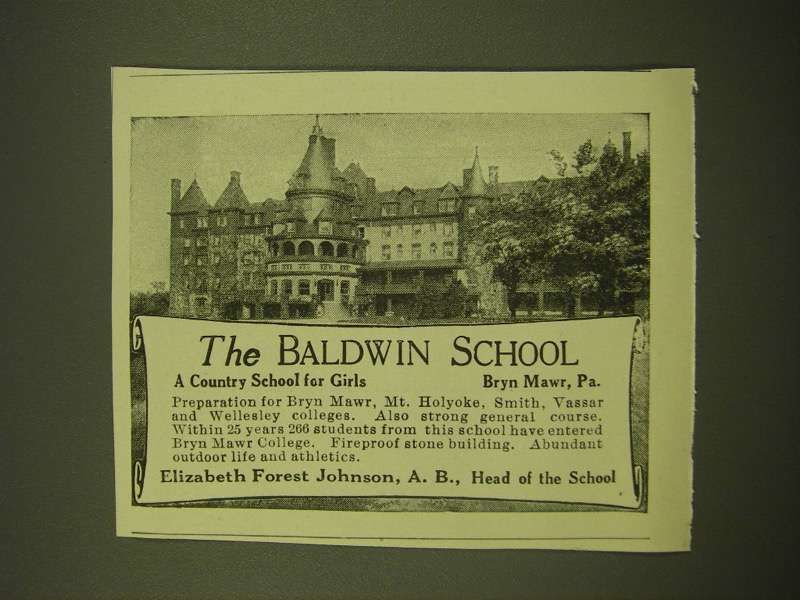 The BALDWIN SCHOOL
A Country School for Girls Bryn Mawr, Pa.
Preparation for Bryn Mawr, Mt. Holyoke, Smith, Vassar
and Wellesley colleges. Also strong general course.
Within 25 years 266 students from this school have entered
Bryn Mawr College. Fireproof stone building. Abundant
outdoor life and athletics.
Elizabeth Forest Johnson, A. B., Head of the School